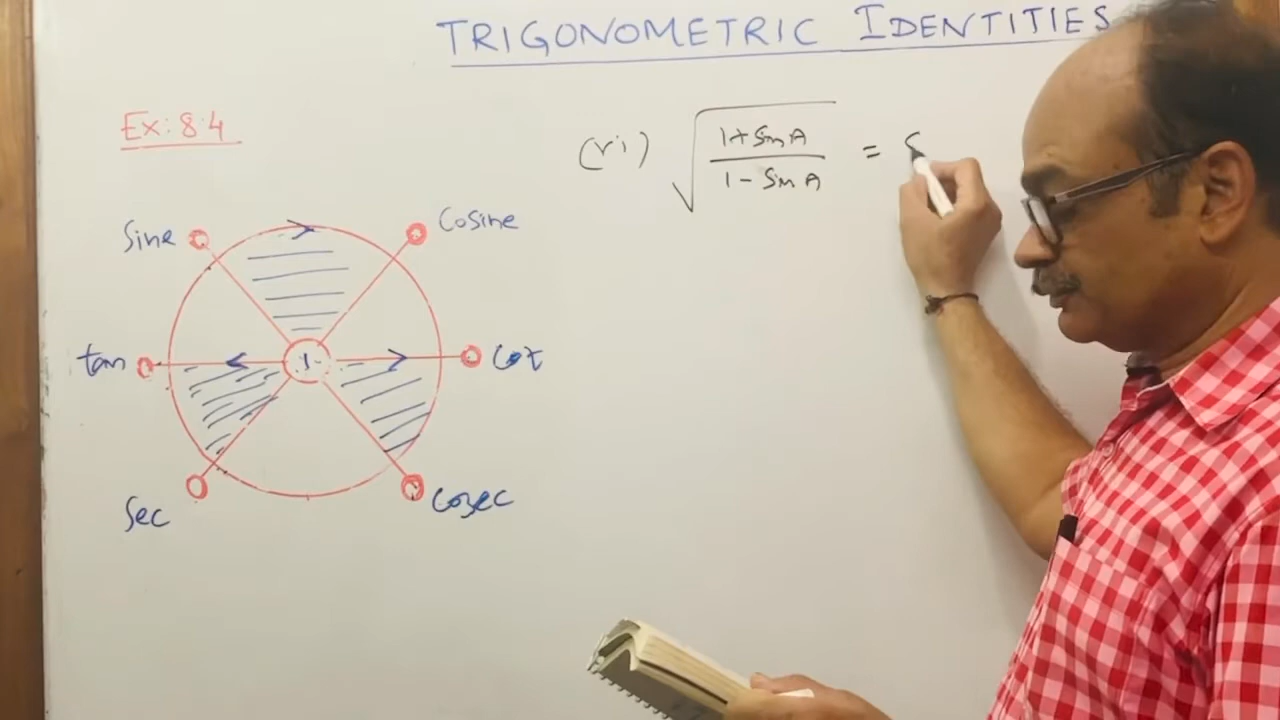 TRIGONOMETRIC IDENTITIES
Ex: 8.4
(vi) √((1 + Sin A)/(1 - Sin A)) = S
Sine
Cosine
tan
1
Cot
Sec
Cosec